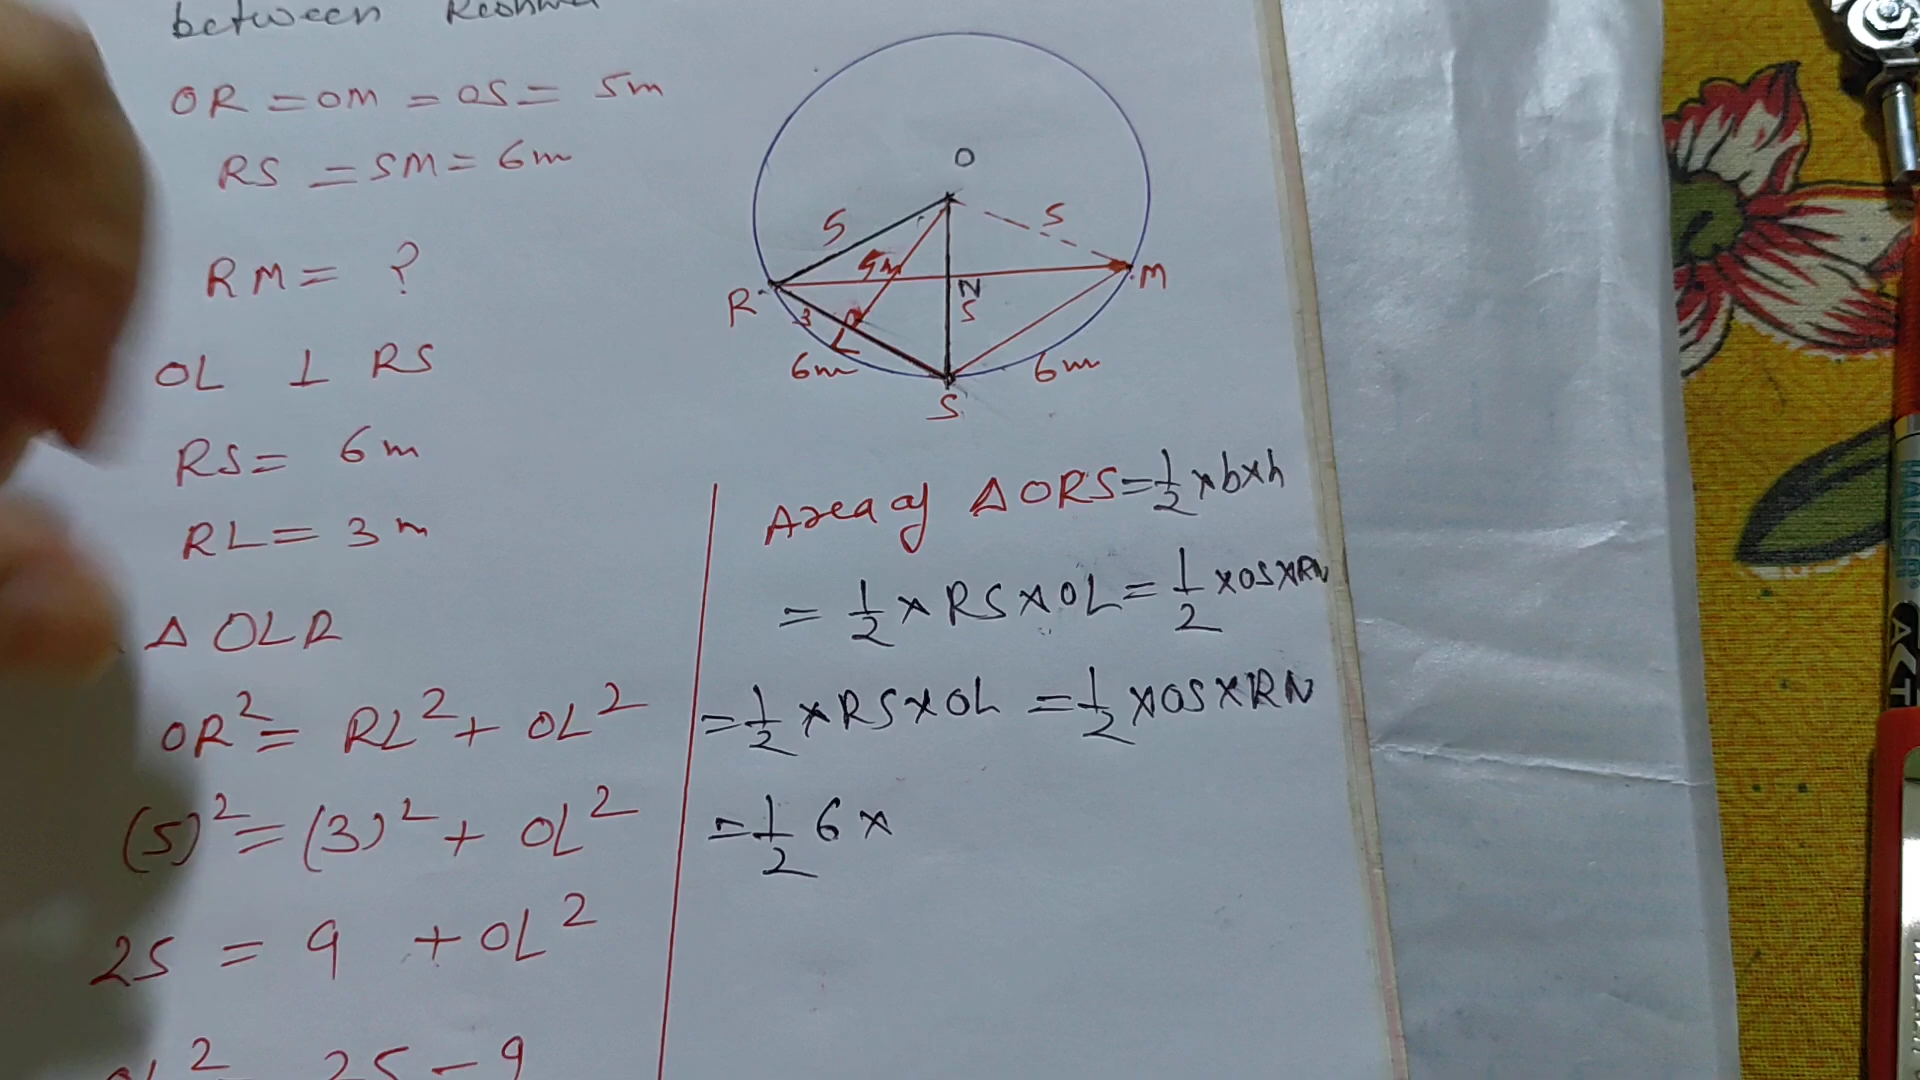 between
OR = OM = OS = 5m
RS = SM = 6m
RM = ?
OL ⊥ RS
RS = 6m
RL = 3m
Δ OLR
OR² = RL² + OL²
(5)² = (3)² + OL²
25 = 9 + OL²
25 - 9
O
5
5
R
N
M
5
3
L
6m
6m
S
Area of Δ ORS = 1/2 × b × h
= 1/2 × RS × OL = 1/2 × OS × RN
= 1/2 × RS × OL = 1/2 × OS × RN
= 1/2 6 ×